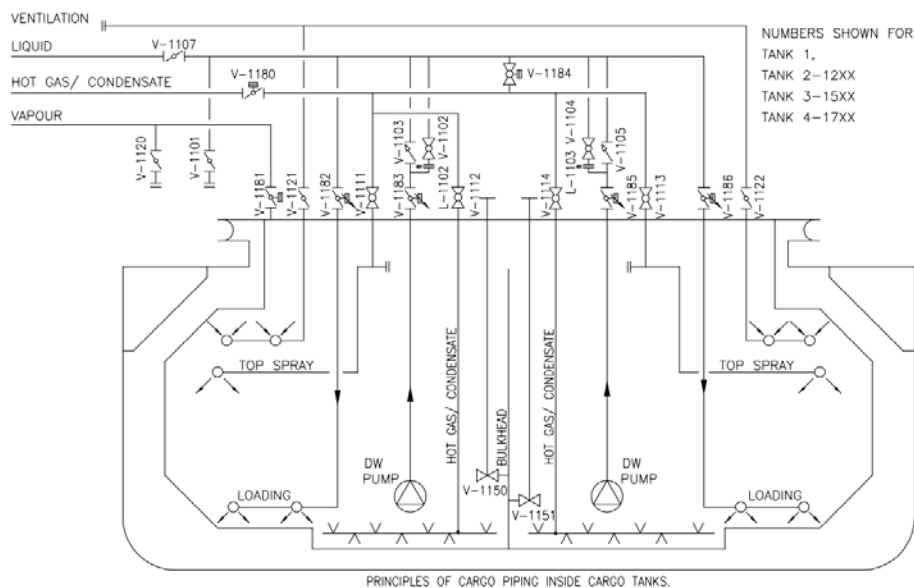 VENTILATION
LIQUID
V-1107
HOT GAS/ CONDENSATE
V-1180
V-1184
VAPOUR
NUMBERS SHOWN FOR
TANK 1,
TANK 2-12XX
TANK 3-15XX
TANK 4-17XX
V-1120
V-1101
V-1181
V-1121
V-1182
V-1111
V-1103
V-1183
V-1102
L-1102
V-1112
V-1114
L-1103
V-1104
V-1105
V-1185
V-1113
V-1186
V-1122
TOP SPRAY
TOP SPRAY
HOT GAS/ CONDENSATE
BULKHEAD
HOT GAS/ CONDENSATE
DW
PUMP
DW
PUMP
V-1150
V-1151
LOADING
LOADING
PRINCIPLES OF CARGO PIPING INSIDE CARGO TANKS.